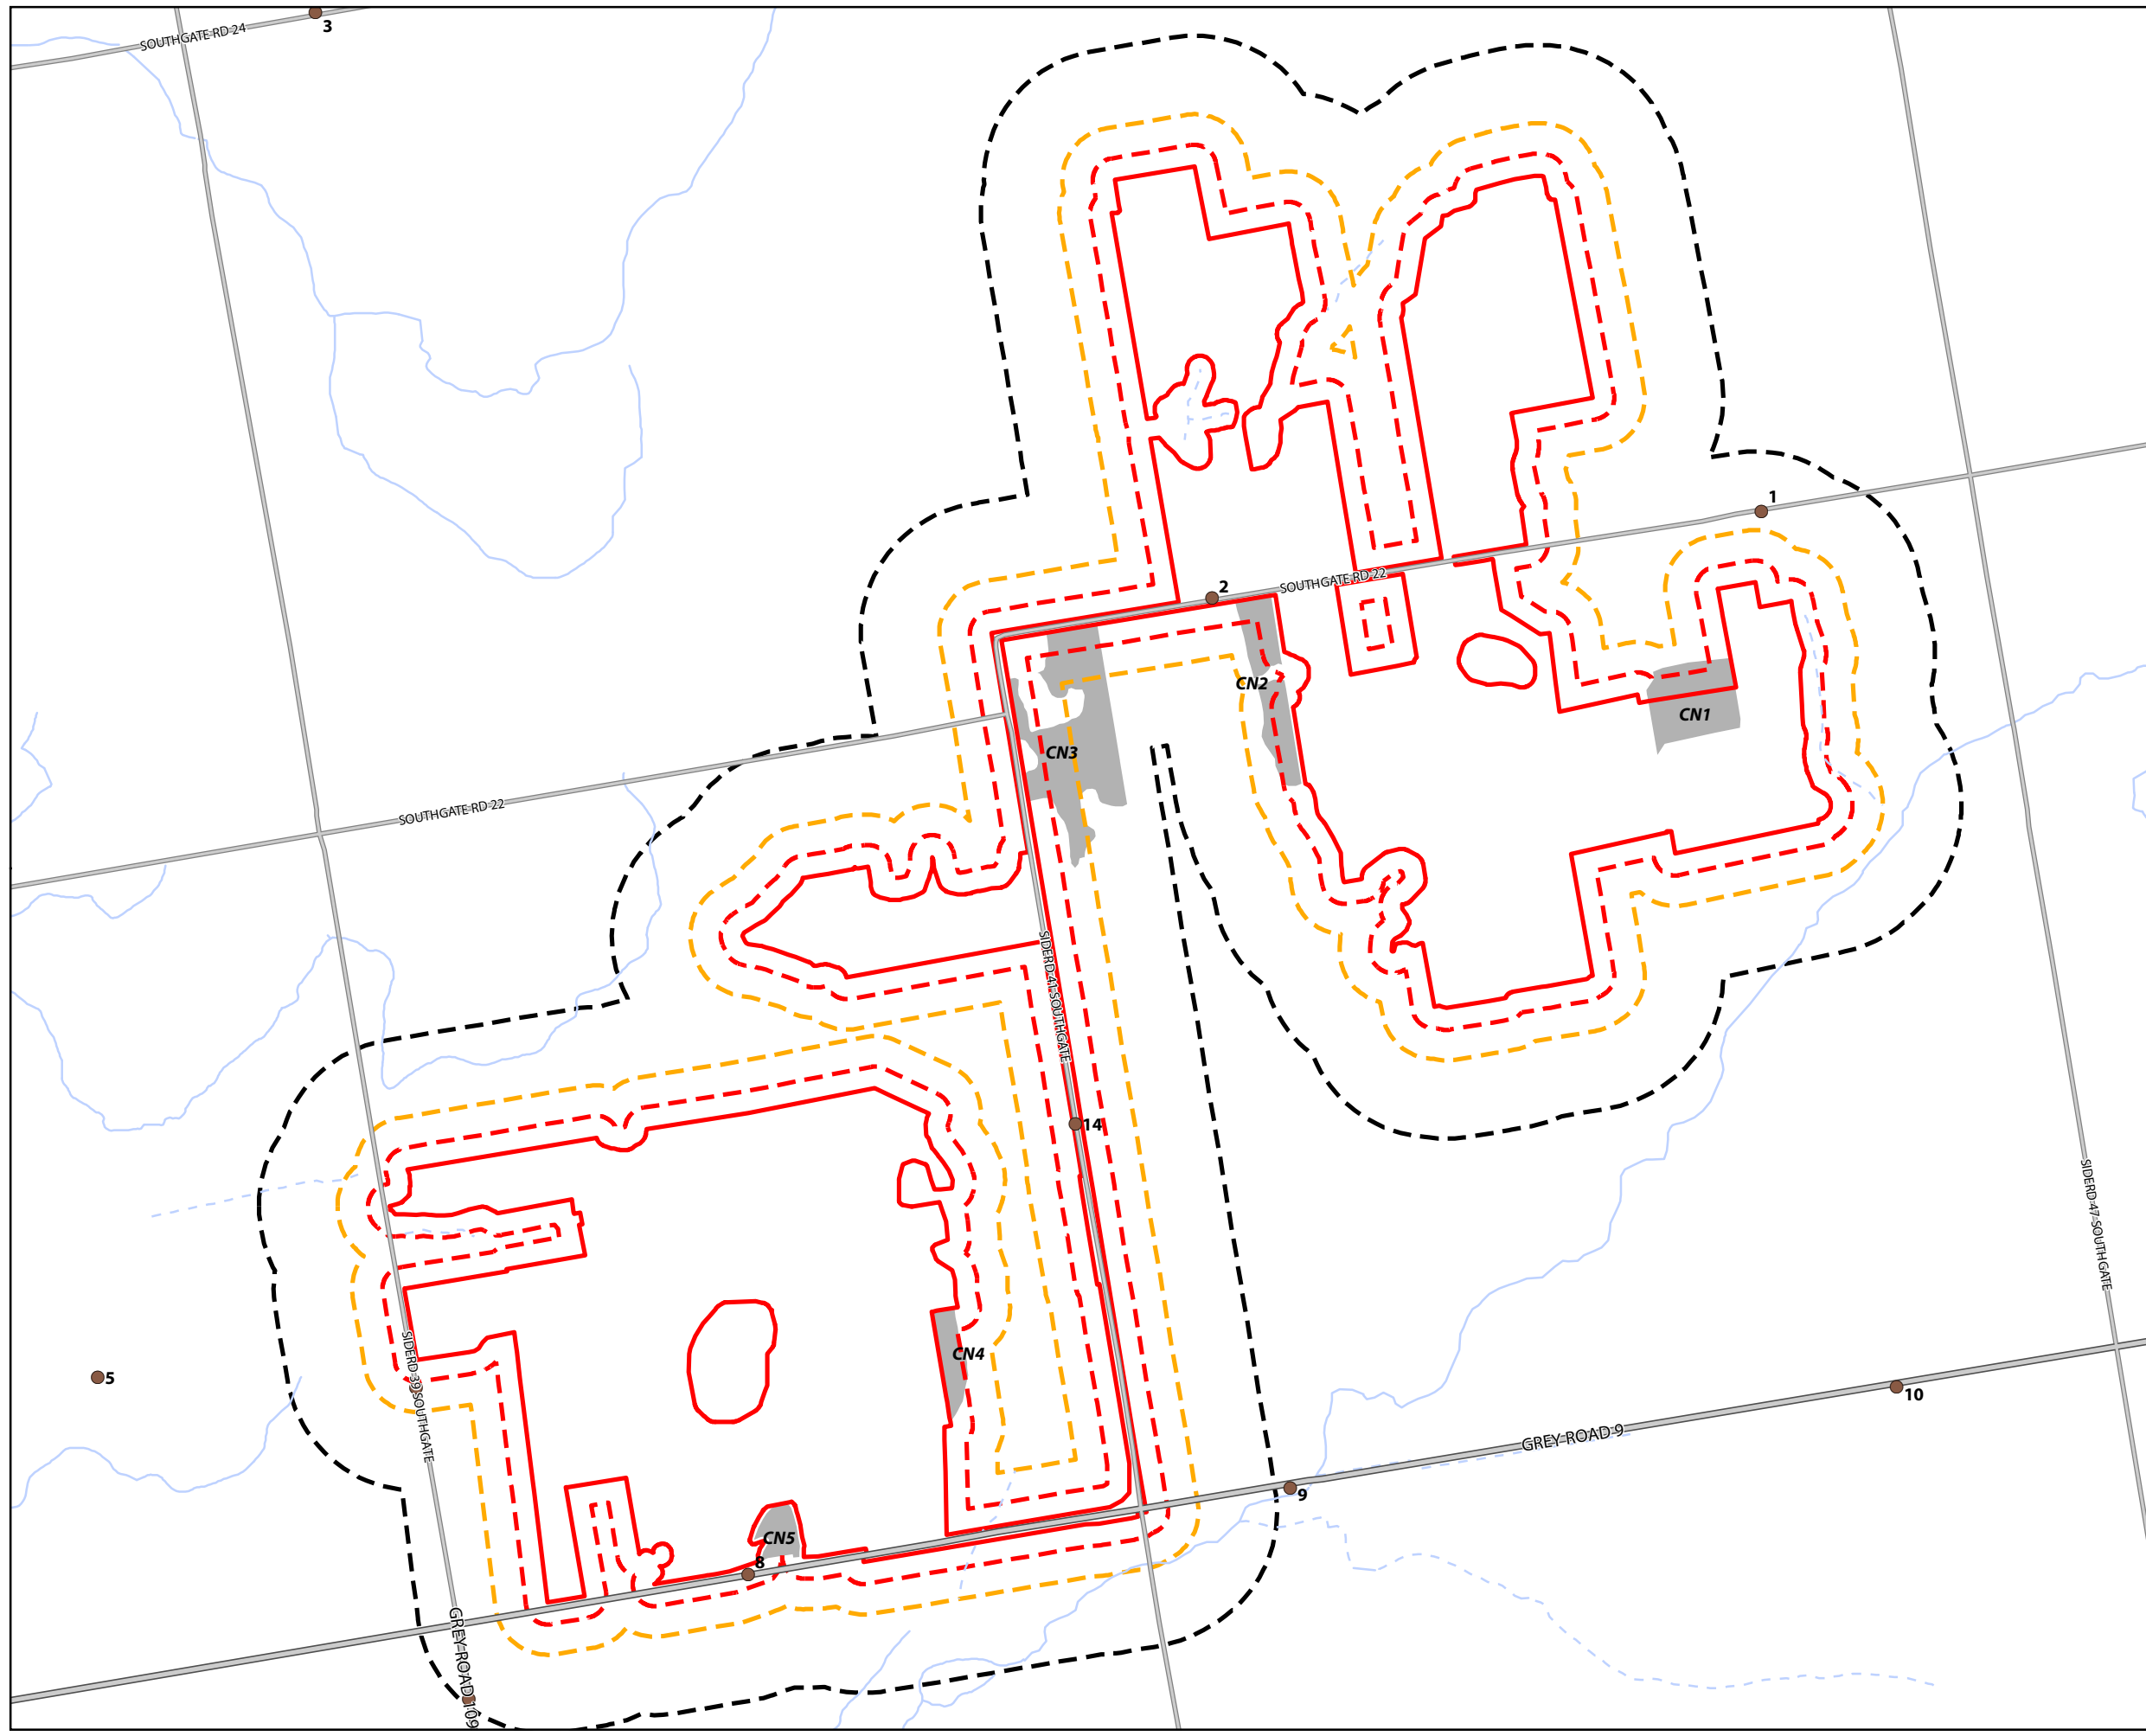 3
SOUTHGATE RD 24
1
SOUTHGATE RD 22
2
CN2
CN1
CN3
SOUTHGATE RD 22
SIDERD 41 SOUTHGATE
14
SIDERD 47 SOUTHGATE
CN4
5
SIDERD 39 SOUTHGATE
10
GREY ROAD 9
9
CN5
8
GREY ROAD 109